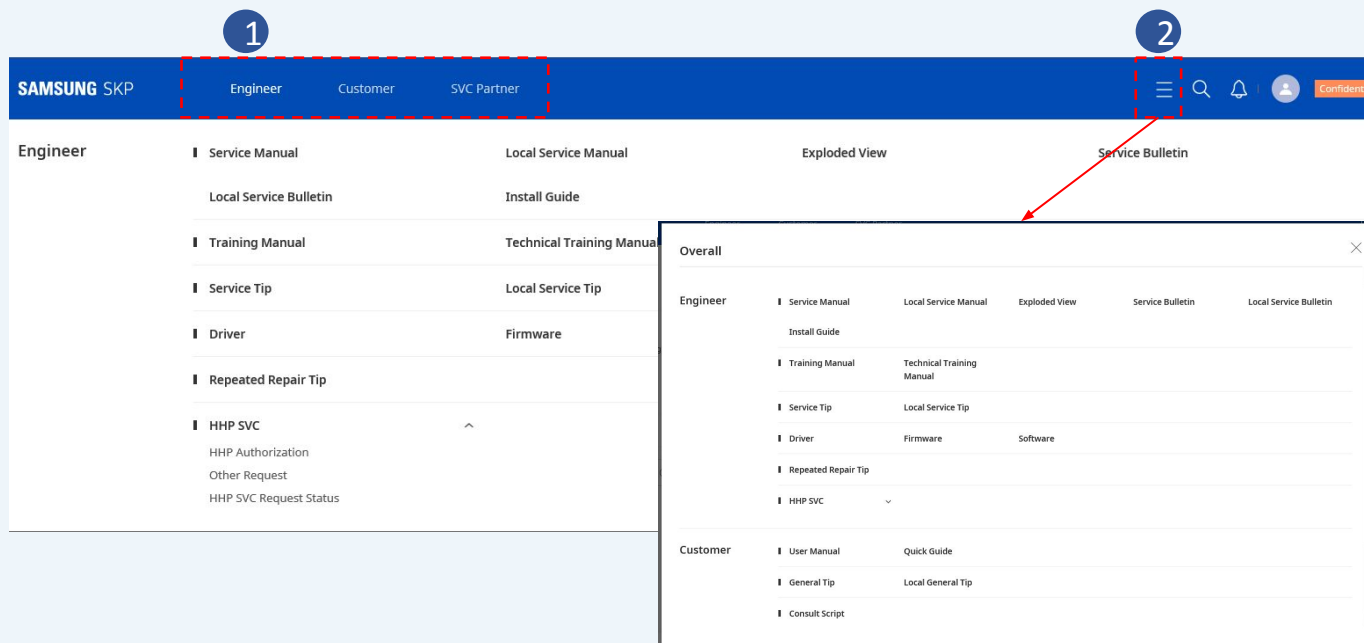 1
2
SAMSUNG SKP Engineer Customer SVC Partner Confident
Engineer Service Manual Local Service Manual Exploded View Service Bulletin
Local Service Bulletin Install Guide
Training Manual Technical Training Manua
Service Tip Local Service Tip
Driver Firmware
Repeated Repair Tip
HHP SVC
HHP Authorization
Other Request
HHP SVC Request Status
Overall
Engineer Service Manual Local Service Manual Exploded View Service Bulletin Local Service Bulletin
Install Guide
Training Manual Technical Training
Manual
Service Tip Local Service Tip
Driver Firmware Software
Repeated Repair Tip
HHP SVC
Customer User Manual Quick Guide
General Tip Local General Tip
Consult Script